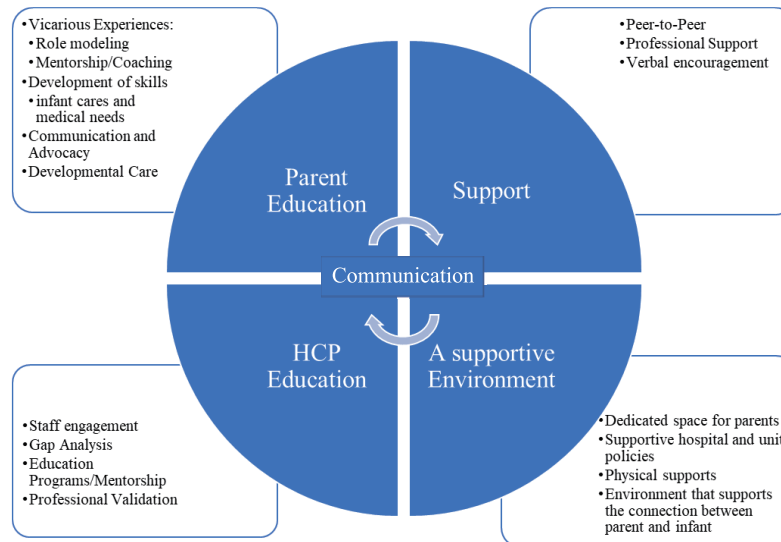 •Vicarious Experiences:
•Role modeling
•Mentorship/Coaching
•Development of skills
•infant cares and
medical needs
•Communication and
Advocacy
•Developmental Care
•Peer-to-Peer
•Professional Support
•Verbal encouragement
Parent
Education
Support
Communication
HCP
Education
A supportive
Environment
•Staff engagement
•Gap Analysis
•Education
Programs/Mentorship
•Professional Validation
•Dedicated space for parents
•Supportive hospital and unit
policies
•Physical supports
•Environment that supports
the connection between
parent and infant